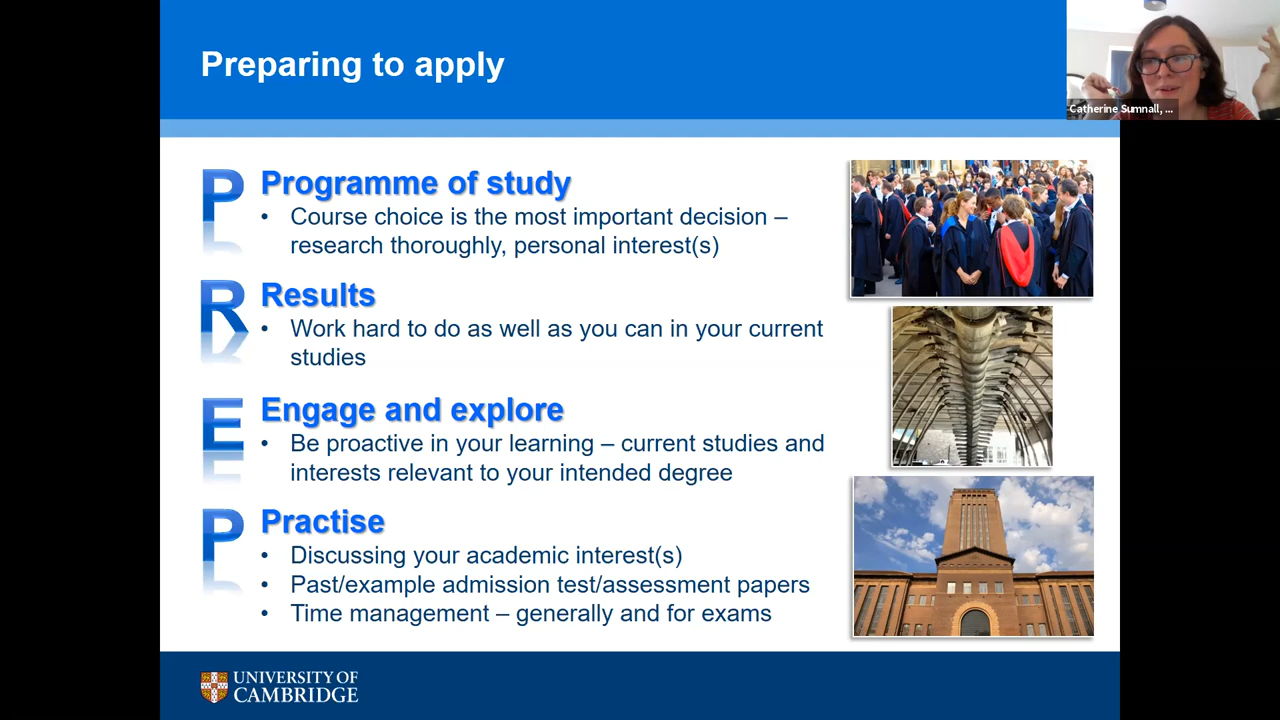 Preparing to apply
Catherine Sumnall, ...
P
Programme of study
• Course choice is the most important decision –
research thoroughly, personal interest(s)
R
Results
• Work hard to do as well as you can in your current
studies
E
Engage and explore
• Be proactive in your learning – current studies and
interests relevant to your intended degree
P
Practise
• Discussing your academic interest(s)
• Past/example admission test/assessment papers
• Time management – generally and for exams
UNIVERSITY OF
CAMBRIDGE